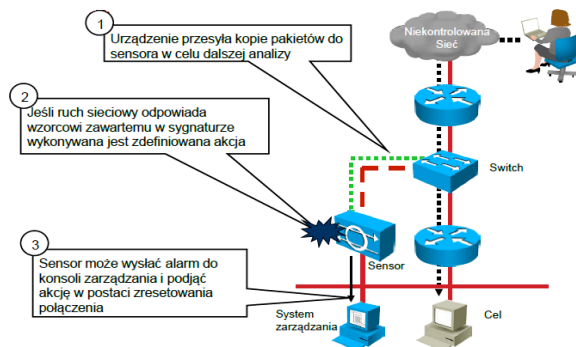 1
Urządzenie przesyła kopie pakietów do
sensora w celu dalszej analizy
Niekontrolowana
Sieć
2
Jeśli ruch sieciowy odpowiada
wzorcowi zawartemu w sygnaturze
wykonywana jest zdefiniowana akcja
Switch
3
Sensor może wysłać alarm do
konsoli zarządzania i podjąć
akcję w postaci zresetowania
połączenia
Sensor
System
zarządzania
Cel